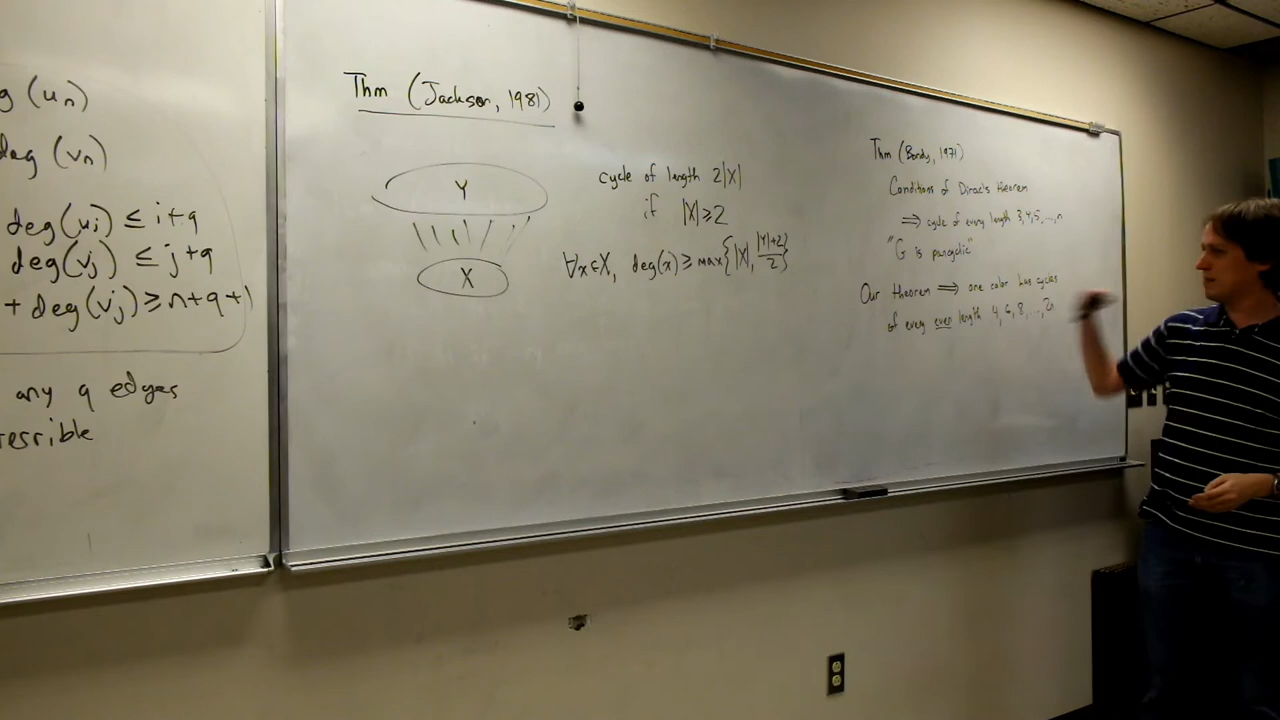 g (un)
deg (vn)
deg(ui) ≤ i+q
deg(vj) ≤ j+q
+ deg(vj) ≥ n+q+1
any q edges
Thm (Jackson, 1981)
Y
X
cycle of length 2|X|
if |X| ≥ 2
∀x∈X, deg(x) ≥ max{|X|, |Y|+2/2}
Thm (Bondy, 1971)
Conditions of Dirac's theorem
⟹ cycle of every length 3,4,5,...,n
"G is pancyclic"
Our theorem ⟹ one color has cycles
of every even length 4, 6, 8, ..., 2n